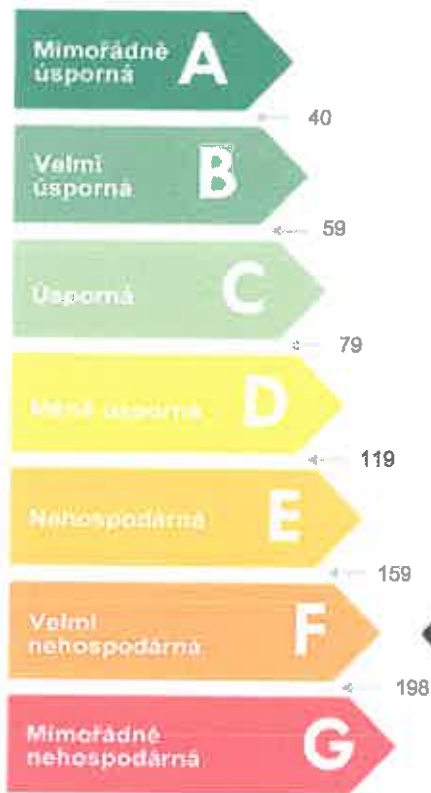 Mimořádně
úsporná
A
40
Velmi
úsporná
B
59
Úsporná
C
79
Méně úsporná
D
119
Nehospodárná
E
159
Velmi
nehospodárná
F
198
Mimořádně
nehospodárná
G